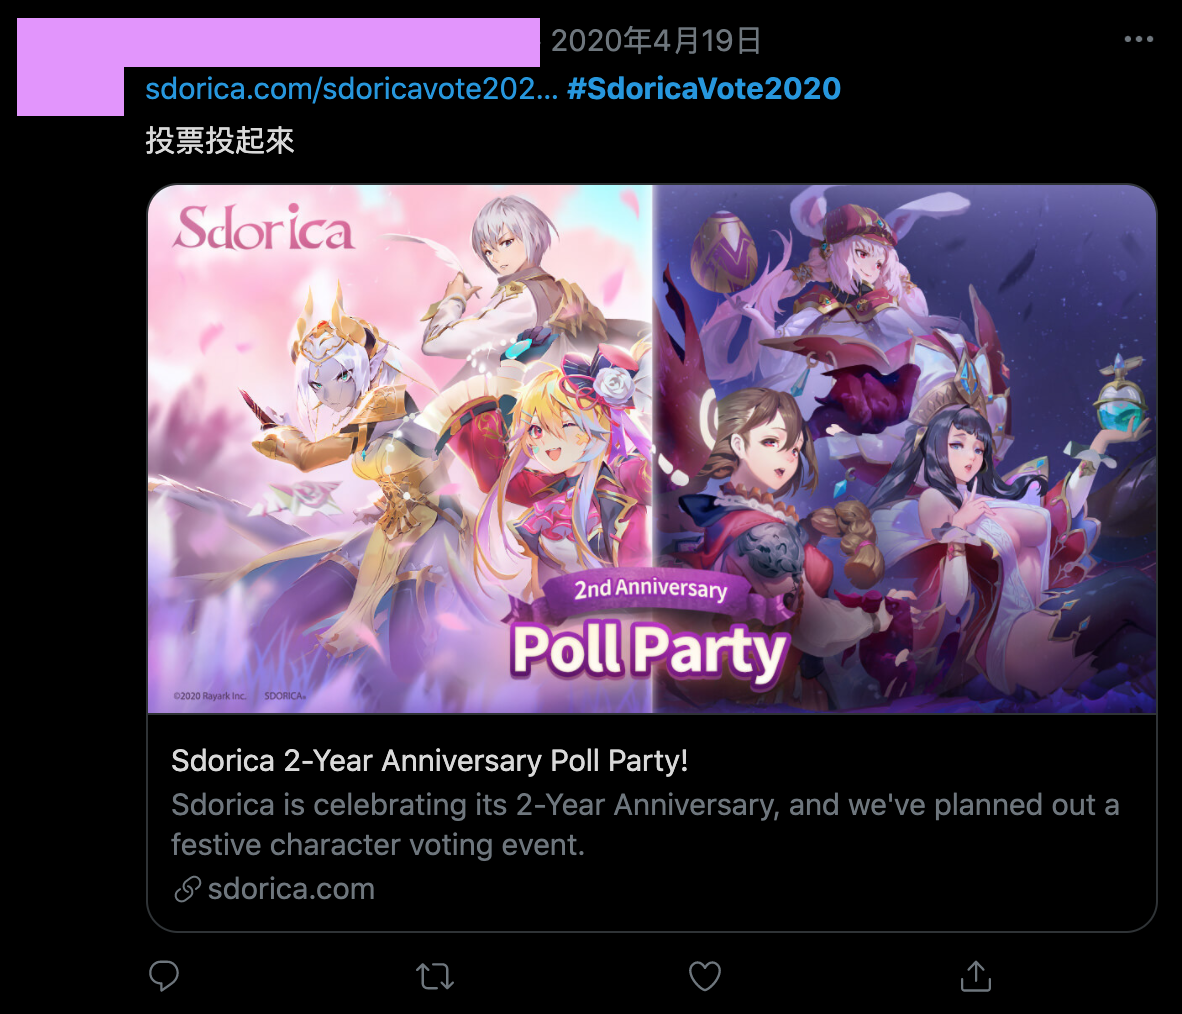 2020年4月19日
sdorica.com/sdoricavote202… #SdoricaVote2020
投票投起來
Sdorica
2nd Anniversary
Poll Party
©2020 Rayark Inc. SDORICA®
Sdorica 2-Year Anniversary Poll Party!
Sdorica is celebrating its 2-Year Anniversary, and we've planned out a
festive character voting event.
sdorica.com